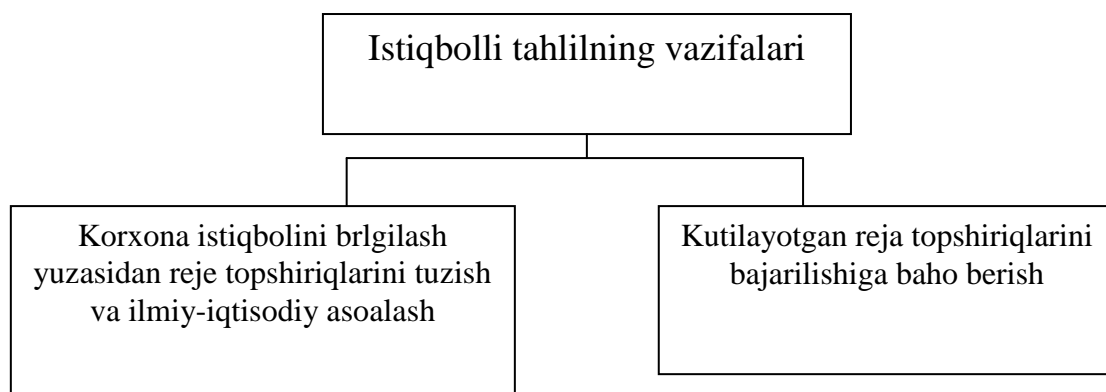 Istiqbolli tahlilning vazifalari
Korxona istiqbolini brlgilash
yuzasidan reje topshiriqlarini tuzish
va ilmiy-iqtisodiy asoalash
Kutilayotgan reja topshiriqlarini
bajarilishiga baho berish